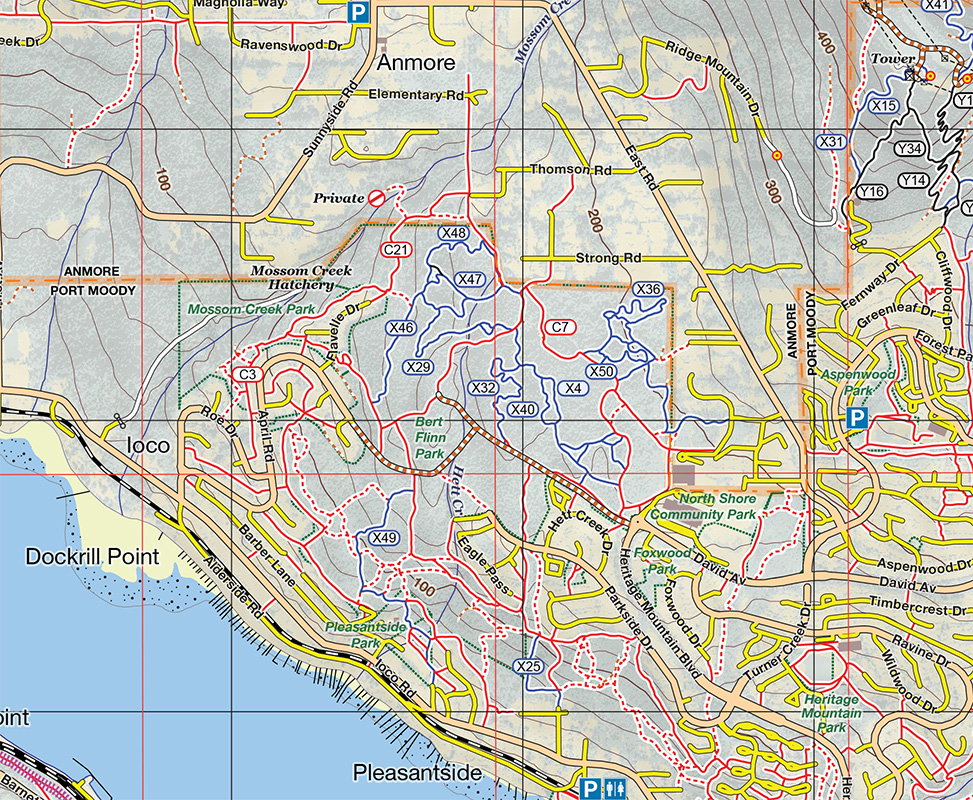 Magnolia Way
P
X41
eek Dr
Ravenswood Dr
Mossom Cre
400
Ridge Mountain Dr
Tower
Anmore
Elementary Rd
X15
Y1
Sunnyside Rd
East Rd
X31
Y34
100
Thomson Rd
Y14
Private
Y16
300
200
X48
C21
Strong Rd
ANMORE
PORT MOODY
Mossom Creek
Hatchery
X47
X36
Fernway Dr
Cliffwood Dr
Mossom Creek Park
Flavelle Dr
X46
C7
ANMORE
PORT MOODY
Greenleaf Dr
Forest Pa
X29
C3
X32
X4
X50
Aspenwood
Park
X40
Roe Dr
April Rd
Bert
Flinn
Park
P
Ioco
Hett Cr
North Shore
Community Park
Hett Creek Dr
X49
Dockrill Point
Barber Lane
Eagle Pass
Foxwood
Park
David Av
Aspenwood Dr
David Av
Alderside Rd
100
Heritage Mountain Blvd
Foxwood Dr
Parkside Dr
Timbercrest Dr
Pleasantside
Park
Turner Creek Dr
Ravine Dr
Wildwood Dr
X25
Ioco Rd
Heritage
Mountain
Park
oint
Barnet
Pleasantside
P
Her